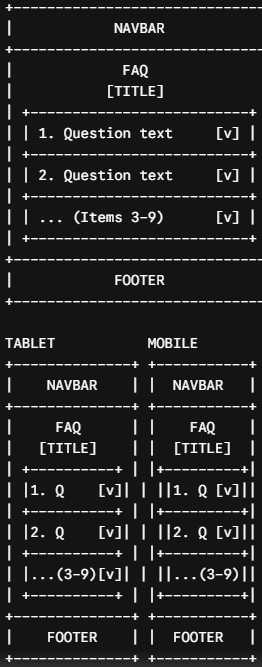 +------------------------------
|            NAVBAR
+------------------------------
|             FAQ
|           [TITLE]
| +---------------------------+
| | 1. Question text     [v] |
| +---------------------------+
| | 2. Question text     [v] |
| +---------------------------+
| | ... (Items 3-9)      [v] |
| +---------------------------+
+------------------------------
|            FOOTER
+------------------------------
TABLET           MOBILE
+--------------+ +-----------+
|    NAVBAR    | |  NAVBAR   |
+--------------+ +-----------+
|     FAQ      | |    FAQ    |
|   [TITLE]    | |  [TITLE]  |
| +----------+ | |+---------+|
| |1. Q    [v]| | ||1. Q [v]||
| +----------+ | |+---------+|
| |2. Q    [v]| | ||2. Q [v]||
| +----------+ | |+---------+|
| |...(3-9)[v]| | ||...(3-9)||
| +----------+ | |+---------+|
+--------------+ +-----------+
|    FOOTER    | |  FOOTER   |
+--------------+ +-----------+